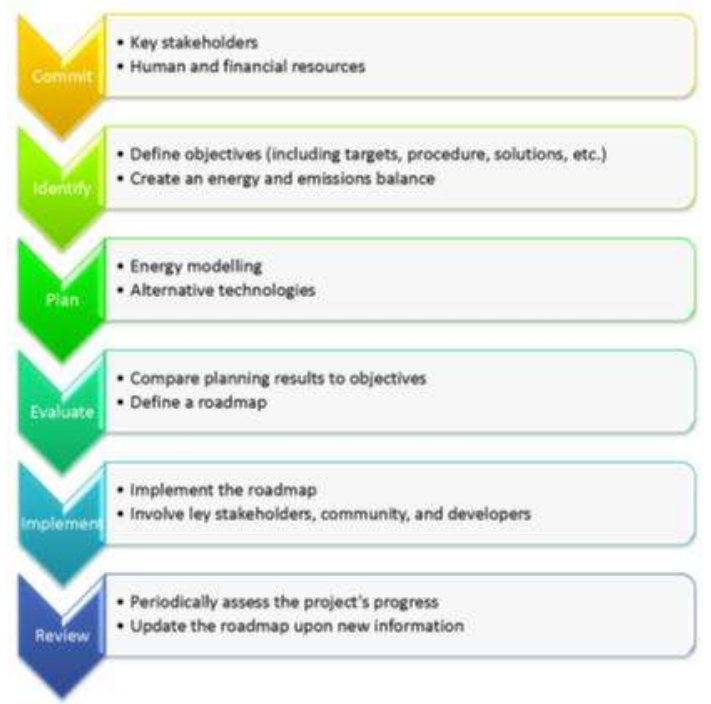 Commit
• Key stakeholders
• Human and financial resources
Identify
• Define objectives (including targets, procedure, solutions, etc.)
• Create an energy and emissions balance
Plan
• Energy modelling
• Alternative technologies
Evaluate
• Compare planning results to objectives
• Define a roadmap
Implement
• Implement the roadmap
• Involve ley stakeholders, community, and developers
Review
• Periodically assess the project's progress
• Update the roadmap upon new information